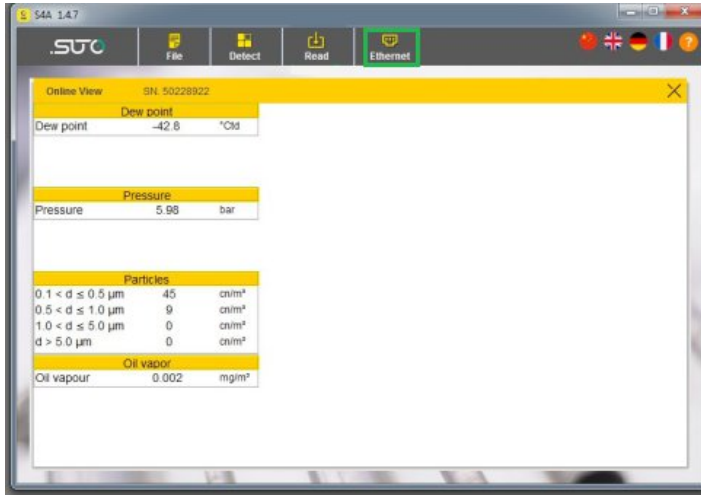 S4A 1.4.7
.SUTO File Detect Read Ethernet ?
Online View SN. 50228922
Dew point
Dew point -42.8 °Ctd
Pressure
Pressure 5.98 bar
Particles
0.1 < d ≤ 0.5 µm 45 cn/m³
0.5 < d ≤ 1.0 µm 9 cn/m³
1.0 < d ≤ 5.0 µm 0 cn/m³
d > 5.0 µm 0 cn/m³
Oil vapor
Oil vapour 0.002 mg/m³